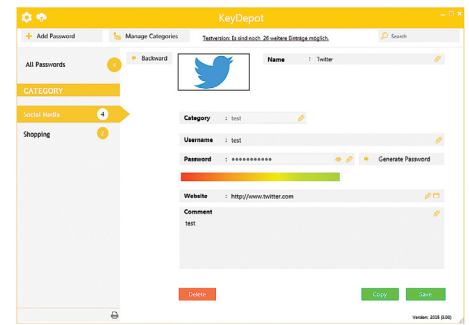 KeyDepot
+ Add Password
Manage Categories
Testversion: Es sind noch 26 weitere Einträge möglich.
Search
All Passwords
Backward
Name : Twitter
CATEGORY
Social Media 4
Shopping
Category : test
Username : test
Password : ●●●●●●●●●●●
Generate Password
Website : http://www.twitter.com
Comment
test
Delete
Copy
Save
Version: 2015 (3.00)